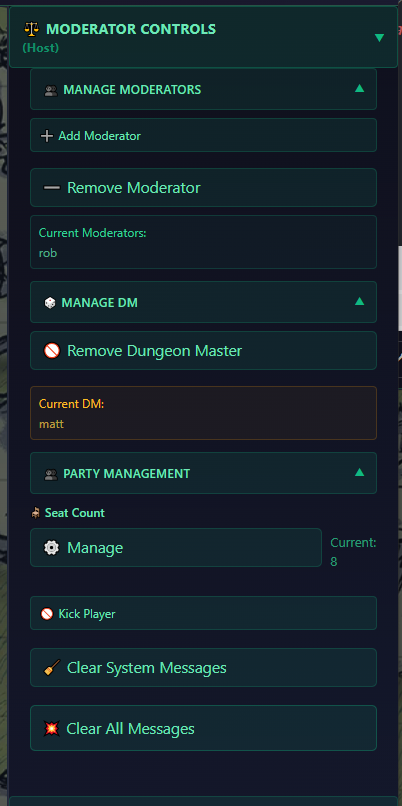 MODERATOR CONTROLS
(Host)
MANAGE MODERATORS
Add Moderator
Remove Moderator
Current Moderators:
rob
MANAGE DM
Remove Dungeon Master
Current DM:
matt
PARTY MANAGEMENT
Seat Count
Manage
Current:
8
Kick Player
Clear System Messages
Clear All Messages